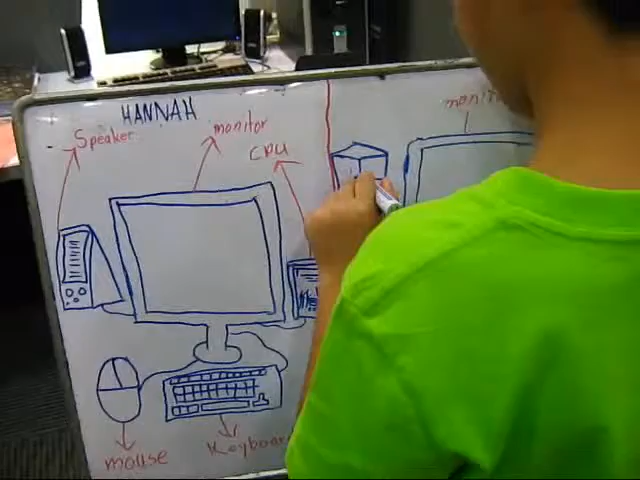 HANNAH
Speaker
monitor
CPU
mouse
Keyboard